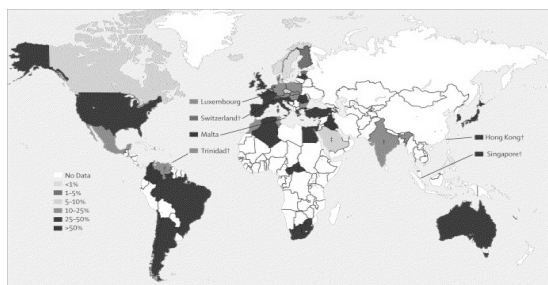 Luxembourg
Switzerland†
Malta
Trinidad†
Hong Kong†
Singapore†
No Data
<1%
1–5%
5–10%
10–25%
25–50%
>50%